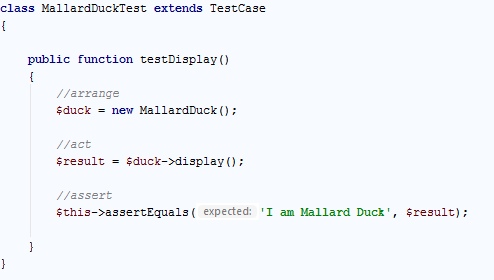 class MallardDuckTest extends TestCase
{
public function testDisplay()
{
//arrange
$duck = new MallardDuck();
//act
$result = $duck->display();
//assert
$this->assertEquals( expected: 'I am Mallard Duck', $result);
}
}